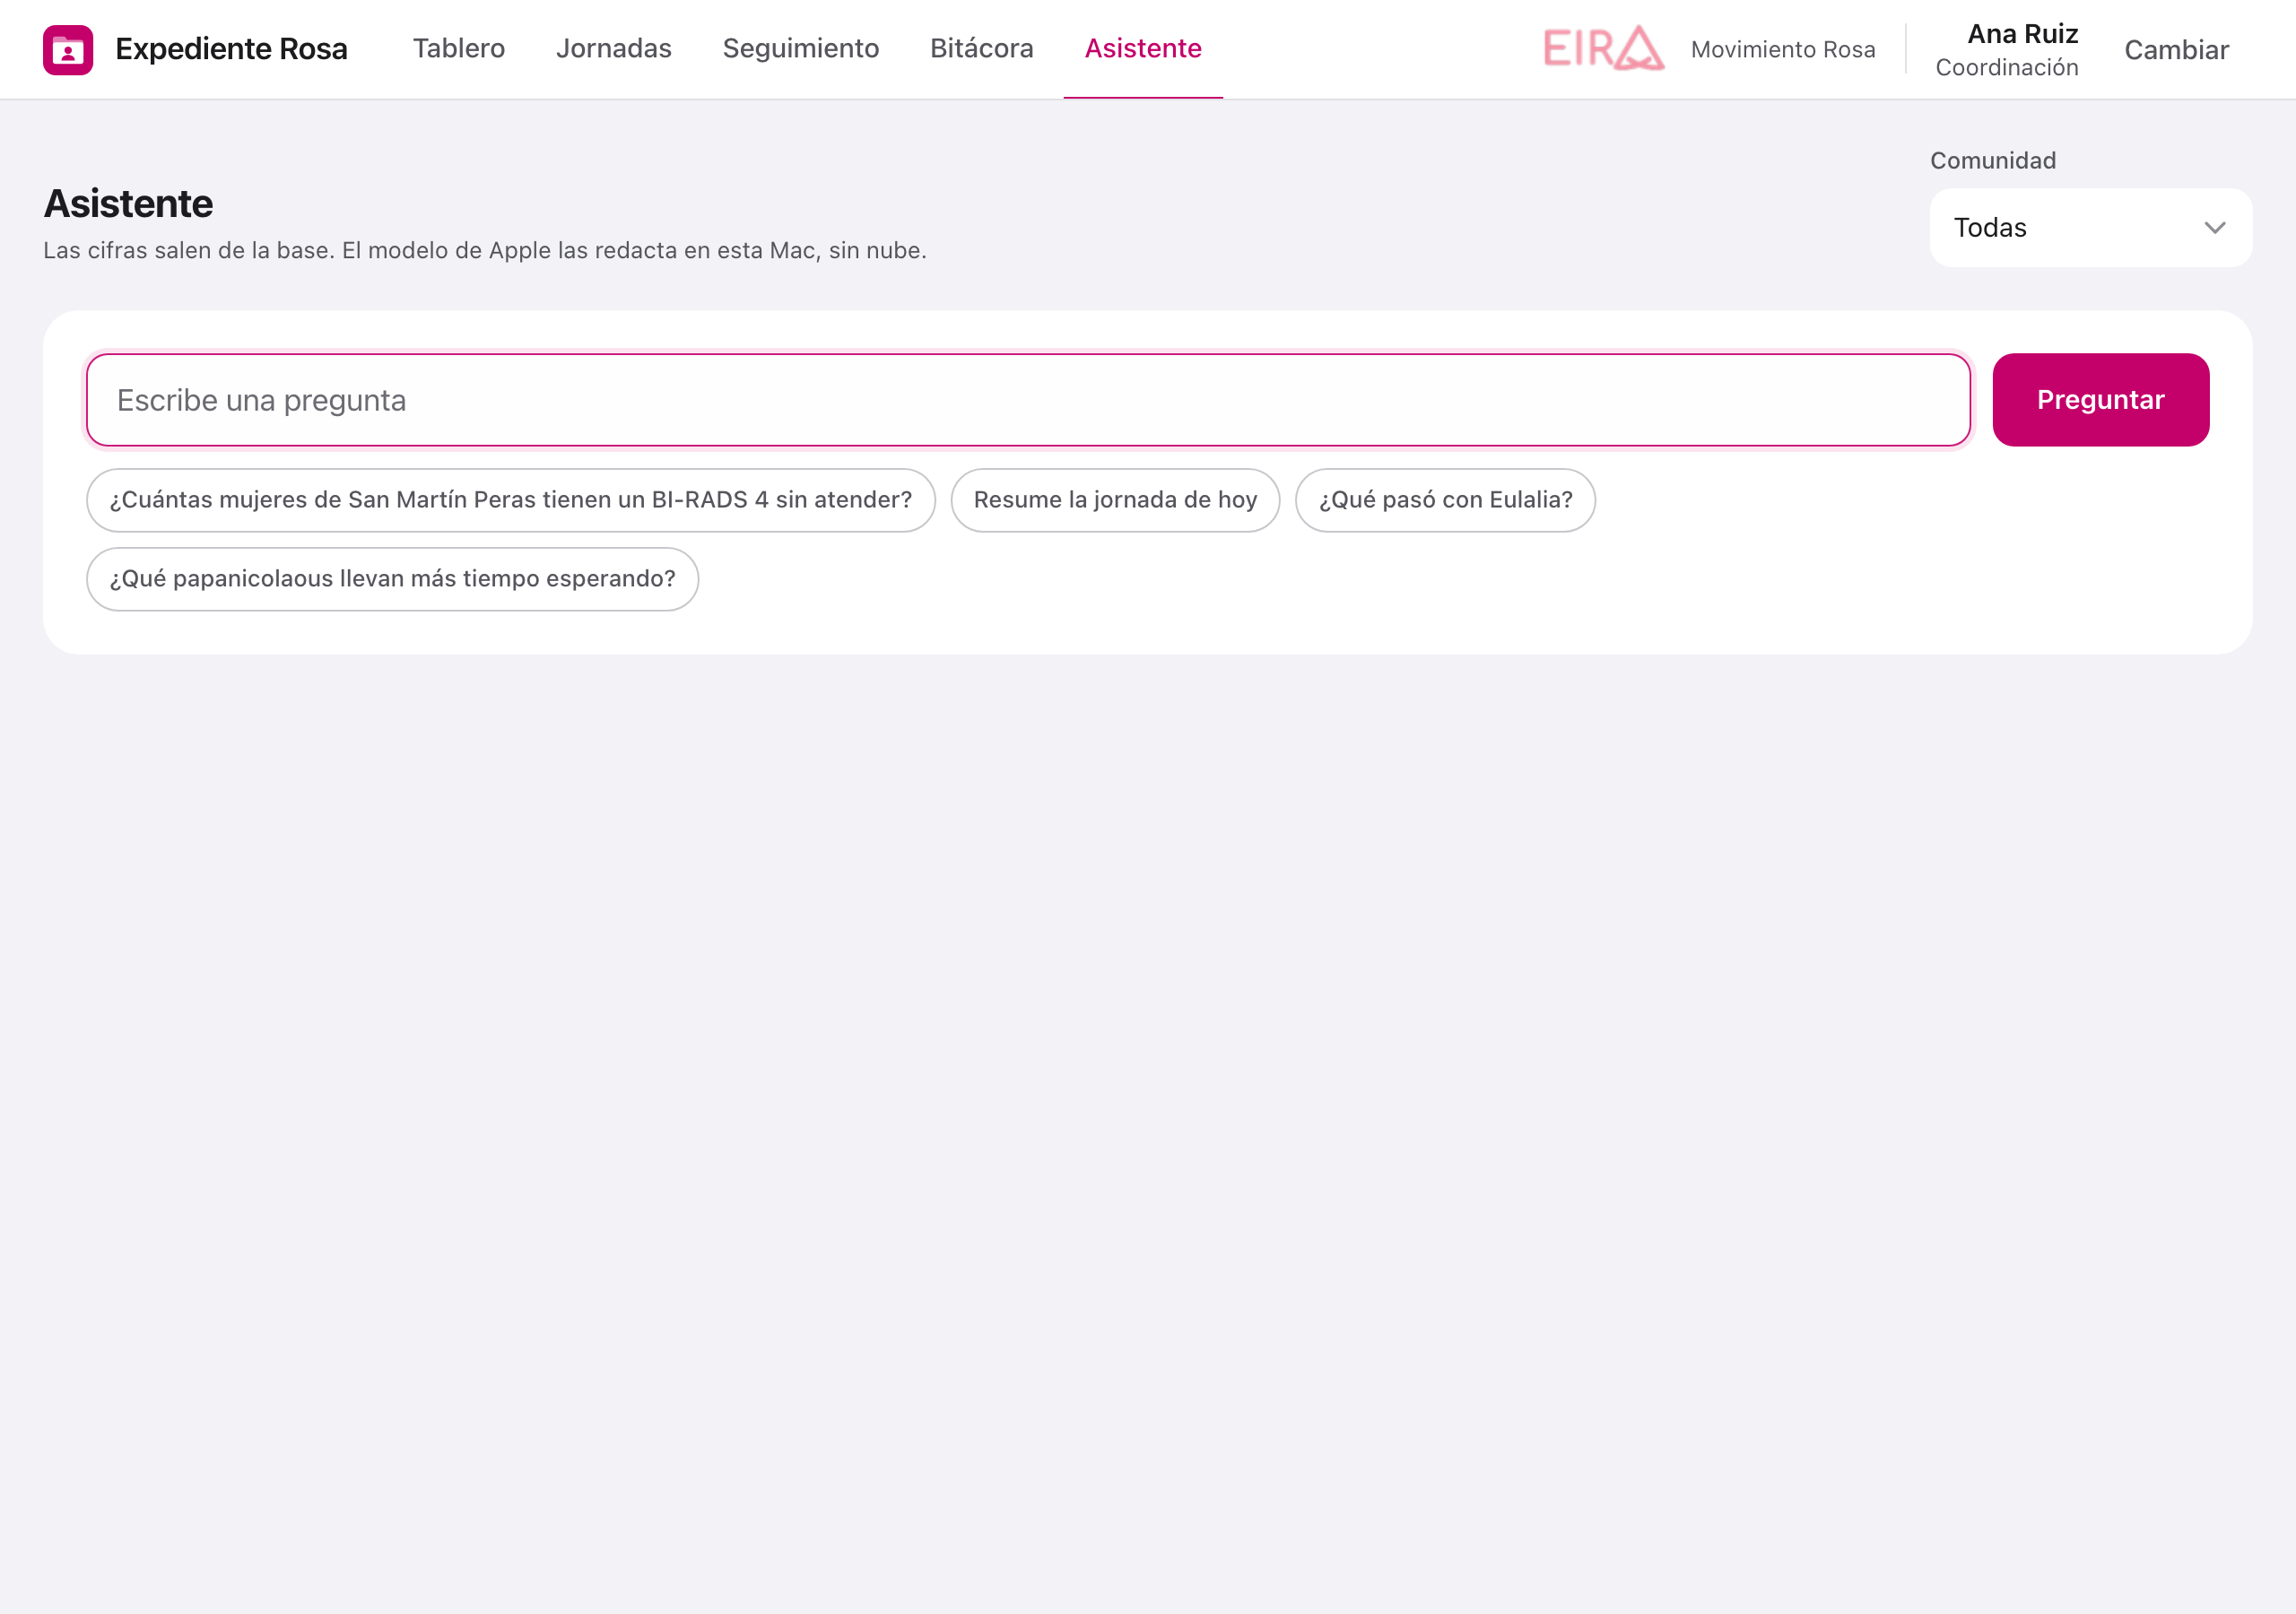 Expediente Rosa
Tablero
Jornadas
Seguimiento
Bitácora
Asistente
EIRA
Movimiento Rosa
Ana Ruiz
Coordinación
Cambiar
Asistente
Las cifras salen de la base. El modelo de Apple las redacta en esta Mac, sin nube.
Comunidad
Todas
Escribe una pregunta
Preguntar
¿Cuántas mujeres de San Martín Peras tienen un BI-RADS 4 sin atender?
Resume la jornada de hoy
¿Qué pasó con Eulalia?
¿Qué papanicolaous llevan más tiempo esperando?